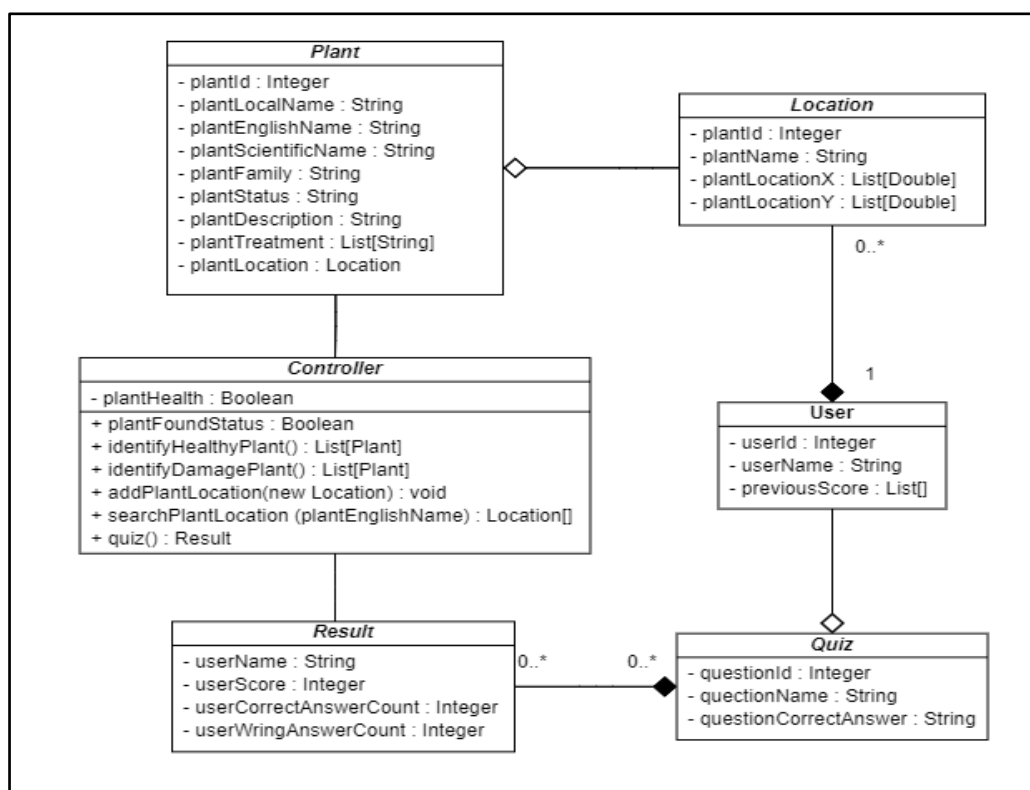 Plant
- plantId : Integer
- plantLocalName : String
- plantEnglishName : String
- plantScientificName : String
- plantFamily : String
- plantStatus : String
- plantDescription : String
- plantTreatment : List[String]
- plantLocation : Location
Location
- plantId : Integer
- plantName : String
- plantLocationX : List[Double]
- plantLocationY : List[Double]
0..*
1
Controller
- plantHealth : Boolean
+ plantFoundStatus : Boolean
+ identifyHealthyPlant() : List[Plant]
+ identifyDamagePlant() : List[Plant]
+ addPlantLocation(new Location) : void
+ searchPlantLocation (plantEnglishName) : Location[]
+ quiz() : Result
User
- userId : Integer
- userName : String
- previousScore : List[]
Result
- userName : String
- userScore : Integer
- userCorrectAnswerCount : Integer
- userWringAnswerCount : Integer
0..*
0..*
Quiz
- questionId : Integer
- quectionName : String
- questionCorrectAnswer : String